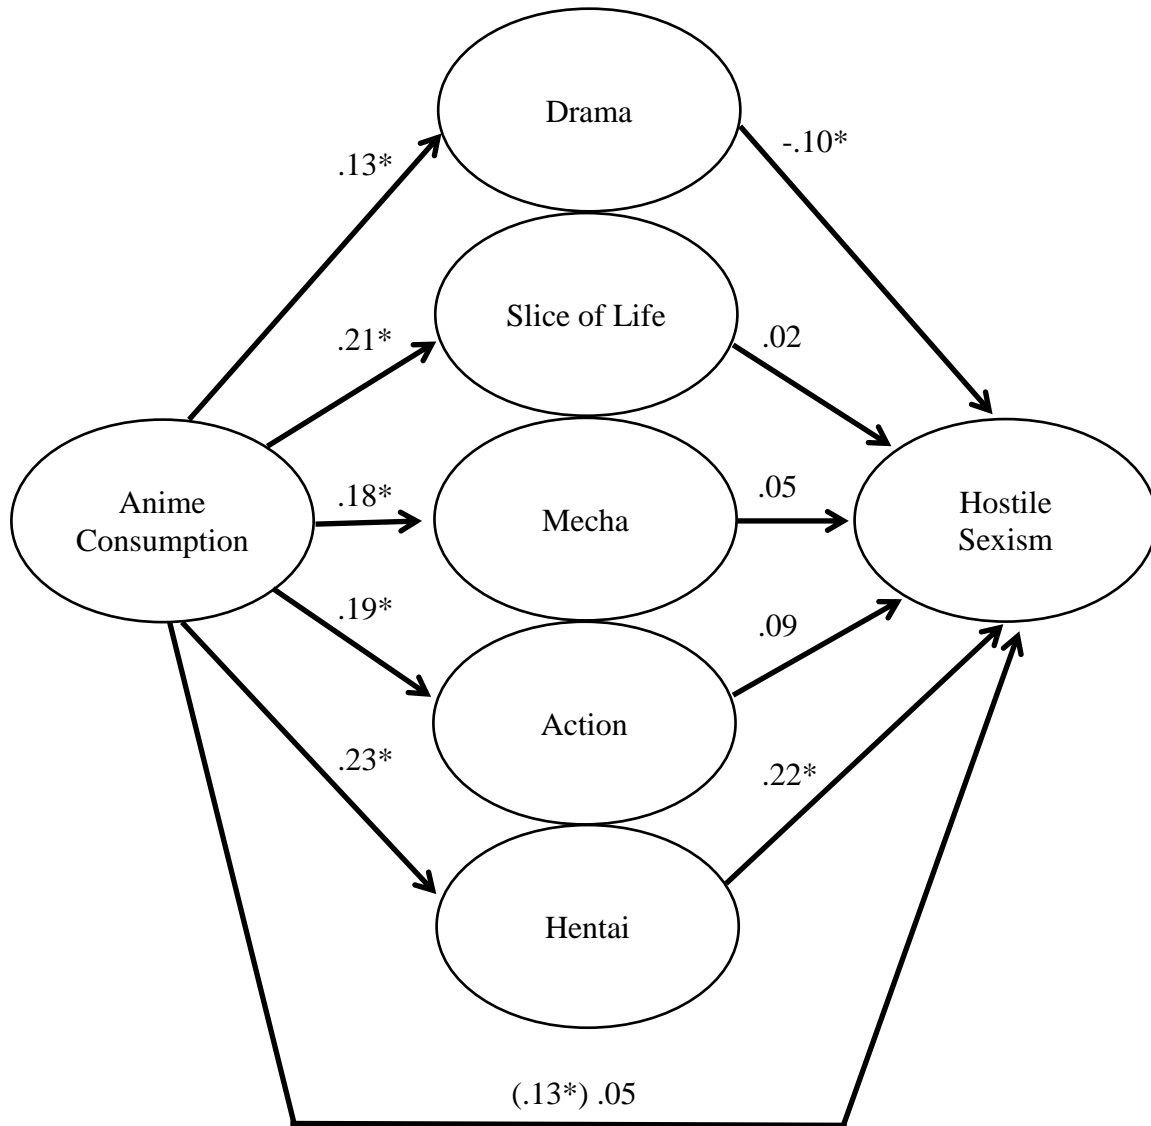 Drama
.13*
-.10*
Slice of Life
.21*
.02
Anime
Consumption
.18*
Mecha
.05
Hostile
Sexism
.19*
Action
.09
.23*
.22*
Hentai
(.13*) .05